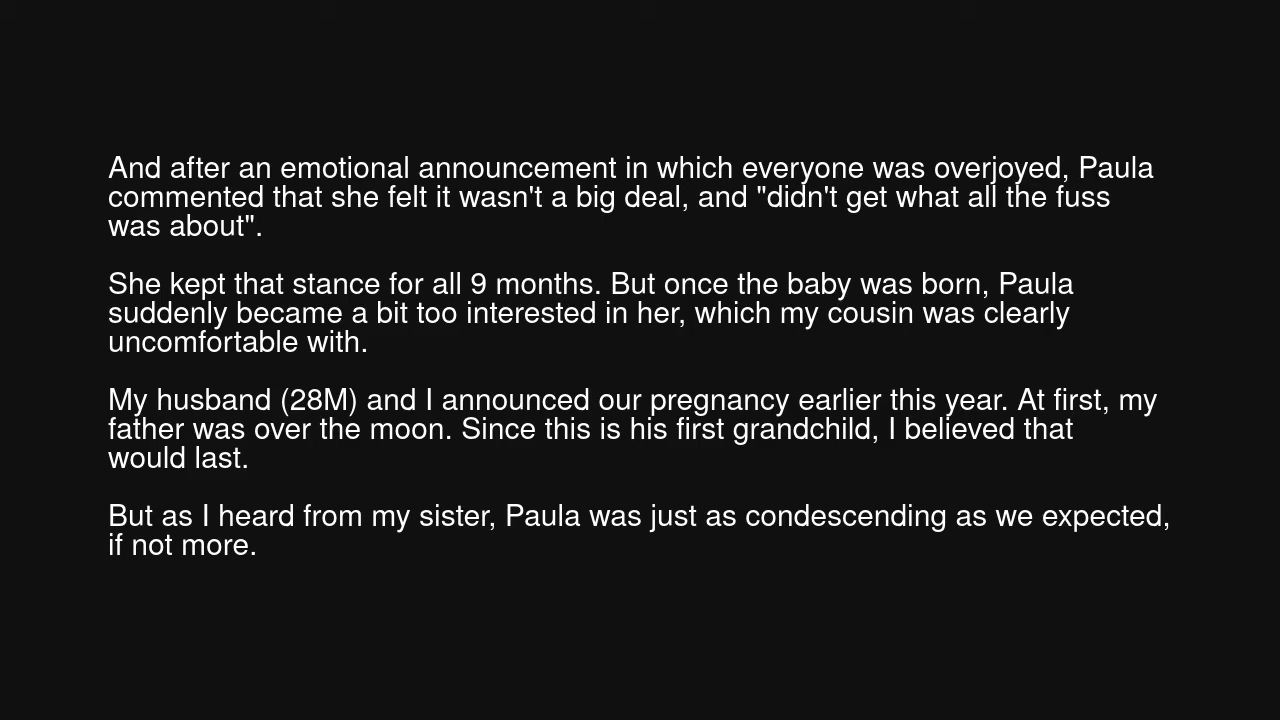 And after an emotional announcement in which everyone was overjoyed, Paula
commented that she felt it wasn't a big deal, and "didn't get what all the fuss
was about".
She kept that stance for all 9 months. But once the baby was born, Paula
suddenly became a bit too interested in her, which my cousin was clearly
uncomfortable with.
My husband (28M) and I announced our pregnancy earlier this year. At first, my
father was over the moon. Since this is his first grandchild, I believed that
would last.
But as I heard from my sister, Paula was just as condescending as we expected,
if not more.